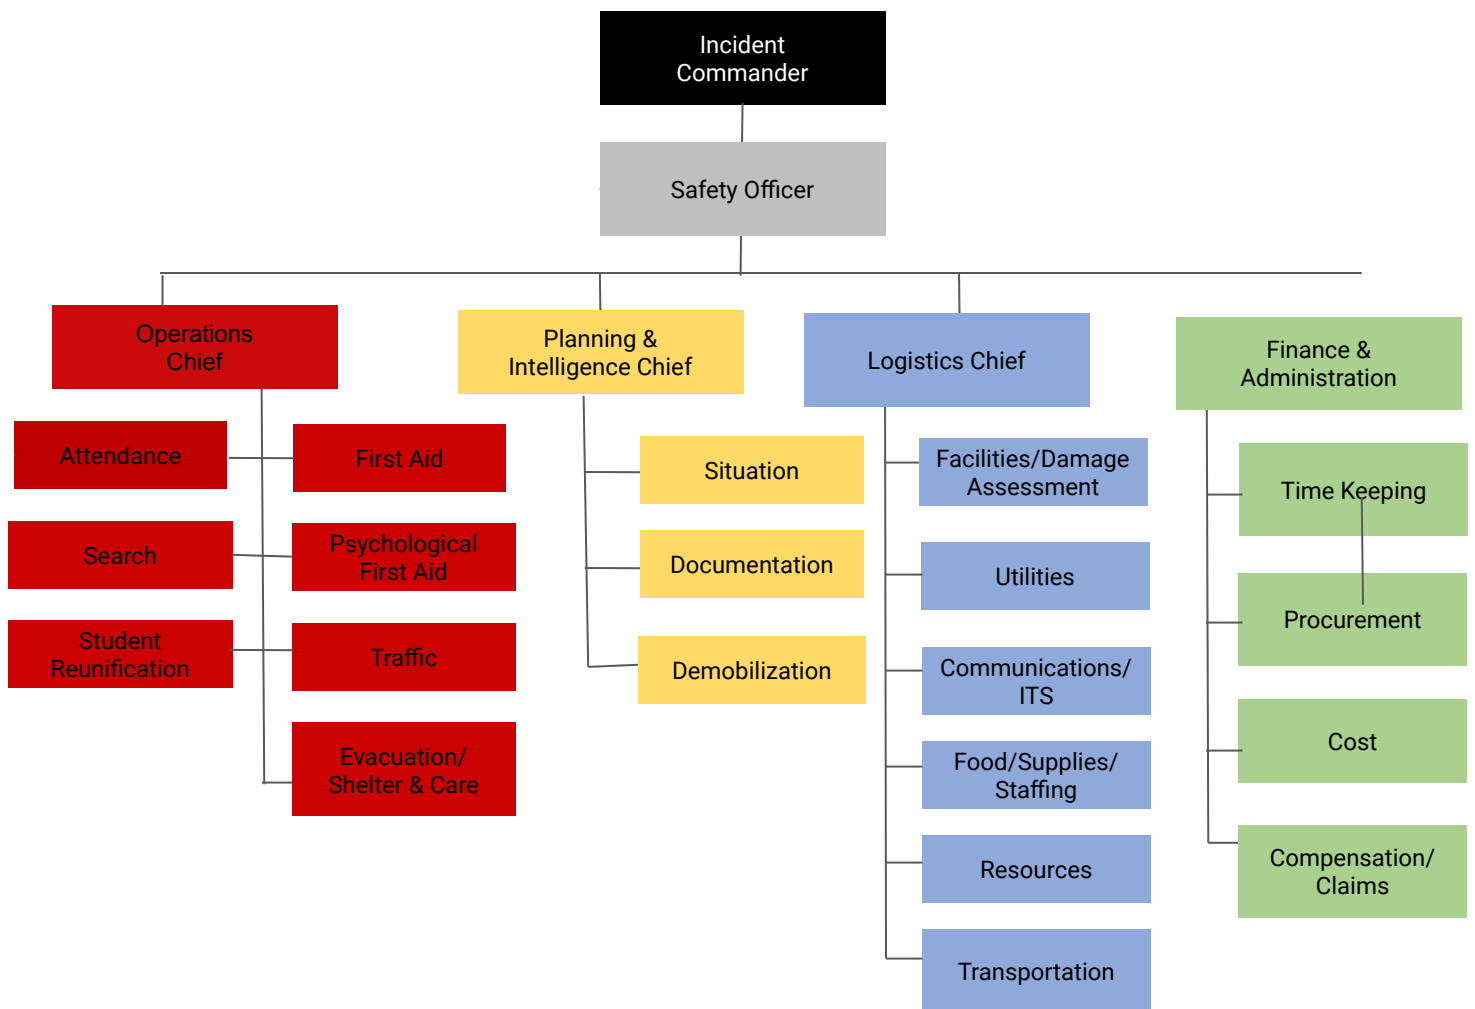 Incident
Commander
Safety Officer
Operations
Chief
Attendance
First Aid
Search
Psychological
First Aid
Student
Reunification
Traffic
Evacuation/
Shelter & Care
Planning &
Intelligence Chief
Situation
Documentation
Demobilization
Logistics Chief
Facilities/Damage
Assessment
Utilities
Communications/
ITS
Food/Supplies/
Staffing
Resources
Transportation
Finance &
Administration
Time Keeping
Procurement
Cost
Compensation/
Claims